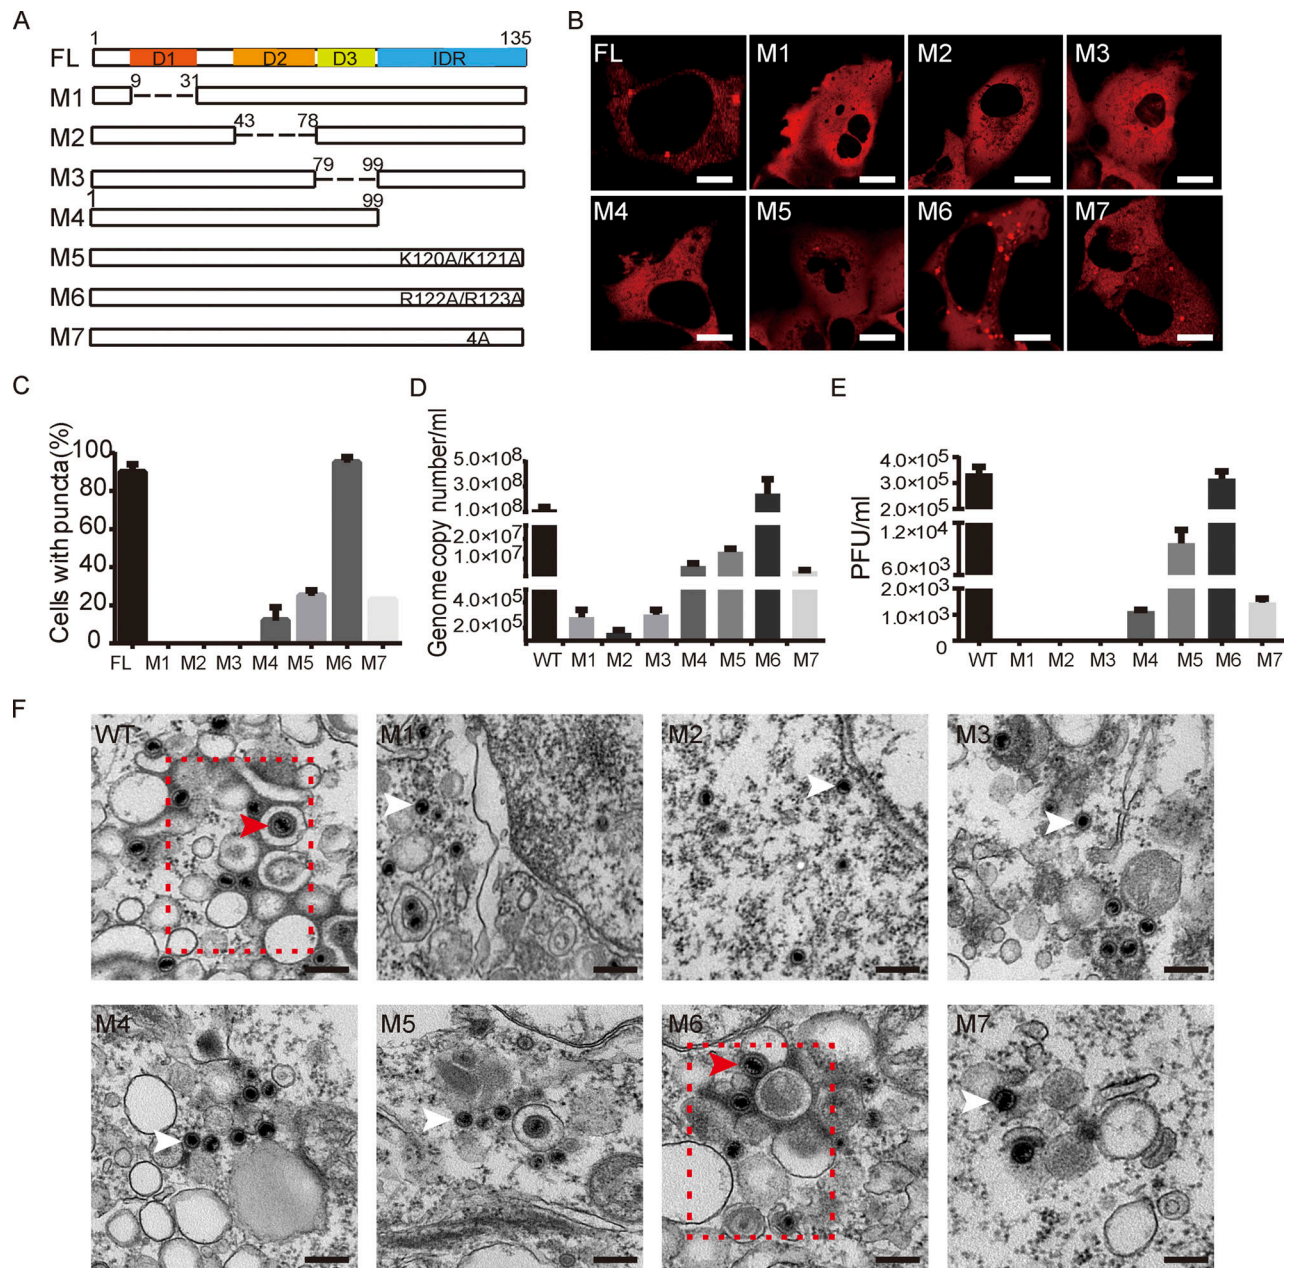 A
1 135
FL D1 D2 D3 IDR
M1 9 31
M2 43 78
M3 79 99
M4 1 99
M5 K120A/K121A
M6 R122A/R123A
M7 4A
B
FL M1 M2 M3
M4 M5 M6 M7
C
Cells with puncta(%)
100
80
60
40
20
0
FL M1 M2 M3 M4 M5 M6 M7
D
Genome copy number/ml
5.0×10⁸
3.0×10⁸
1.0×10⁸
2.0×10⁷
1.0×10⁷
4.0×10⁵
2.0×10⁵
WT M1 M2 M3 M4 M5 M6 M7
E
PFU/ml
4.0×10⁵
3.0×10⁵
2.0×10⁵
1.2×10⁴
6.0×10³
2.0×10³
1.0×10³
0
WT M1 M2 M3 M4 M5 M6 M7
F
WT M1 M2 M3
M4 M5 M6 M7